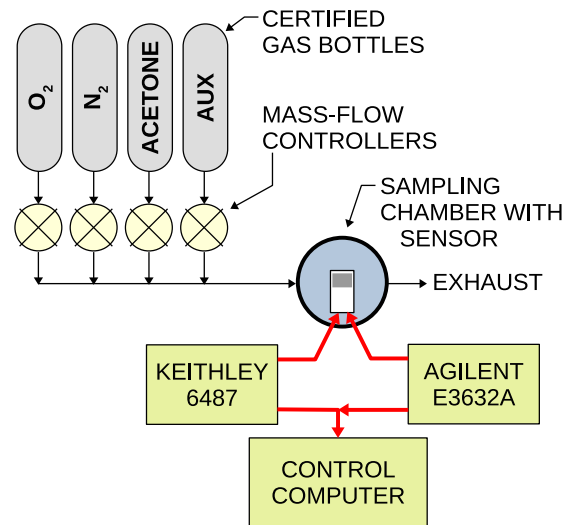 CERTIFIED
GAS BOTTLES
O₂
N₂
ACETONE
AUX
MASS-FLOW
CONTROLLERS
SAMPLING
CHAMBER WITH
SENSOR
EXHAUST
KEITHLEY
6487
AGILENT
E3632A
CONTROL
COMPUTER